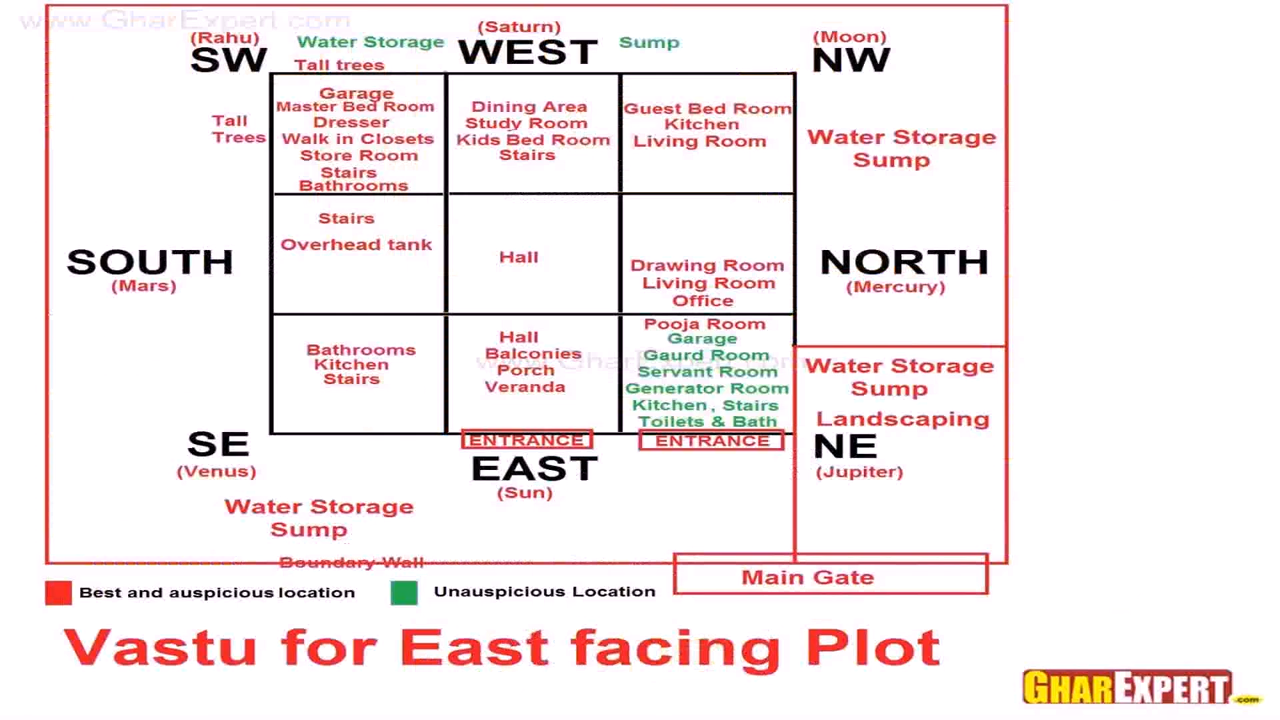 www.GharExpert.com
(Rahu)
SW
Water Storage
(Saturn)
WEST
Sump
(Moon)
NW
Tall trees
Tall
Trees
Garage
Master Bed Room
Dresser
Walk in Closets
Store Room
Stairs
Bathrooms
Dining Area
Study Room
Kids Bed Room
Stairs
Guest Bed Room
Kitchen
Living Room
Water Storage
Sump
SOUTH
(Mars)
Stairs
Overhead tank
Hall
Drawing Room
Living Room
Office
NORTH
(Mercury)
Bathrooms
Kitchen
Stairs
Hall
Balconies
Porch
Veranda
www.GharExpert.com
Pooja Room
Garage
Gaurd Room
Servant Room
Generator Room
Kitchen , Stairs
Toilets & Bath
Water Storage
Sump
Landscaping
NE
(Jupiter)
SE
(Venus)
ENTRANCE
ENTRANCE
EAST
(Sun)
Water Storage
Sump
Boundary Wall
Main Gate
Best and auspicious location
Unauspicious Location
Vastu for East facing Plot
GHAREXPERT.com